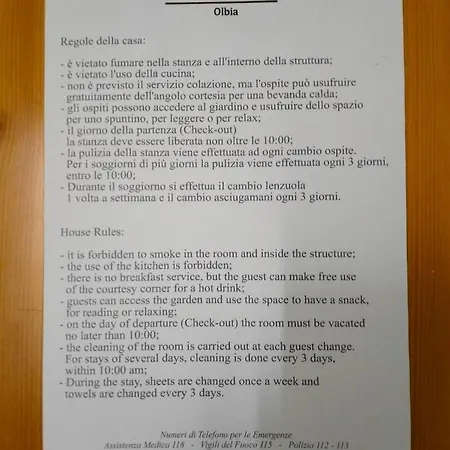 Olbia
Regole della casa:
- è vietato fumare nella stanza e all'interno della struttura;
- è vietato l'uso della cucina;
- non è previsto il servizio colazione, ma l'ospite può usufruire
gratuitamente dell'angolo cortesia per una bevanda calda;
- gli ospiti possono accedere al giardino e usufruire dello spazio
per uno spuntino, per leggere o per relax;
- il giorno della partenza (Check-out)
la stanza deve essere liberata non oltre le 10:00;
- la pulizia della stanza viene effettuata ad ogni cambio ospite.
Per i soggiorni di più giorni la pulizia viene effettuata ogni 3 giorni,
entro le 10:00;
- Durante il soggiorno si effettua il cambio lenzuola
1 volta a settimana e il cambio asciugamani ogni 3 giorni.
House Rules:
- it is forbidden to smoke in the room and inside the structure;
- the use of the kitchen is forbidden;
- there is no breakfast service, but the guest can make free use
of the courtesy corner for a hot drink;
- guests can access the garden and use the space to have a snack,
for reading or relaxing;
- on the day of departure (Check-out) the room must be vacated
no later than 10:00;
- the cleaning of the room is carried out at each guest change.
For stays of several days, cleaning is done every 3 days,
within 10:00 am;
- During the stay, sheets are changed once a week and
towels are changed every 3 days.
Numeri di Telefono per le Emergenze
Assistenza Medica 118 - Vigili del Fuoco 115 - Polizia 112 - 113